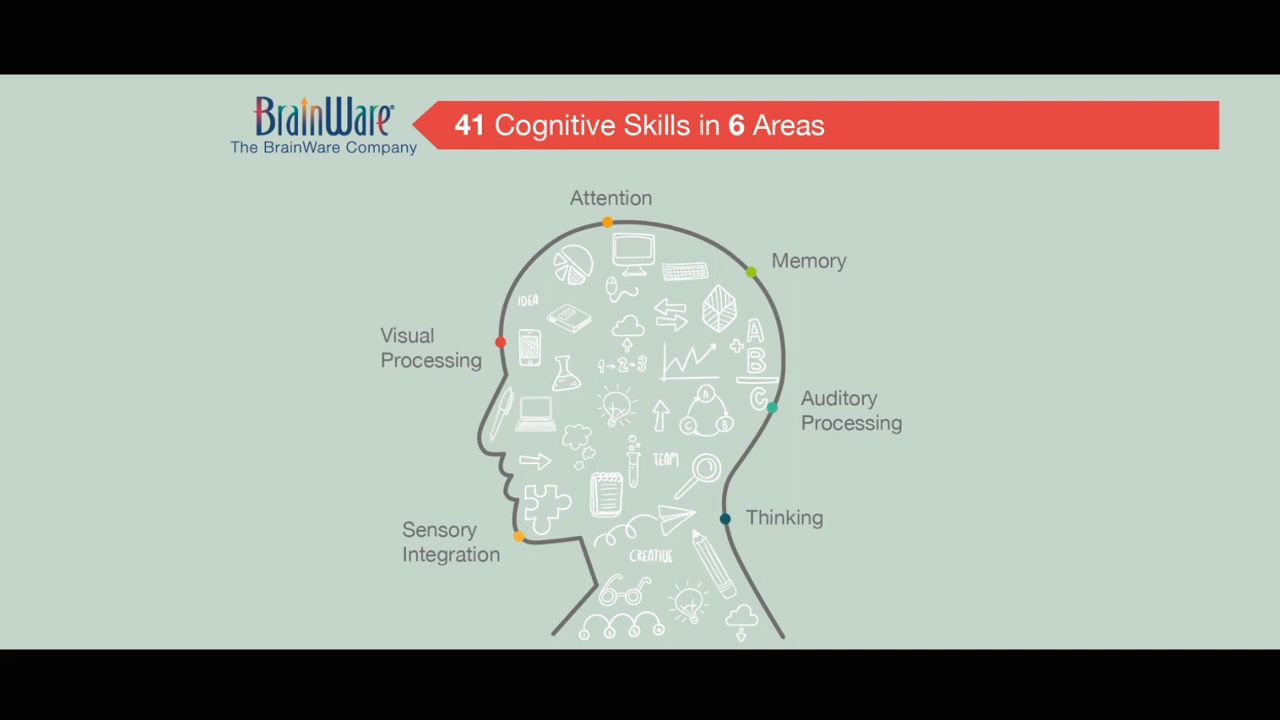 BrainWare®
The BrainWare Company
41 Cognitive Skills in 6 Areas
Attention
Memory
IDEA
Visual
Processing
A
+ B
C
1→2→3
A
C B
Auditory
Processing
TEAM
Thinking
Sensory
Integration
CREATIVE